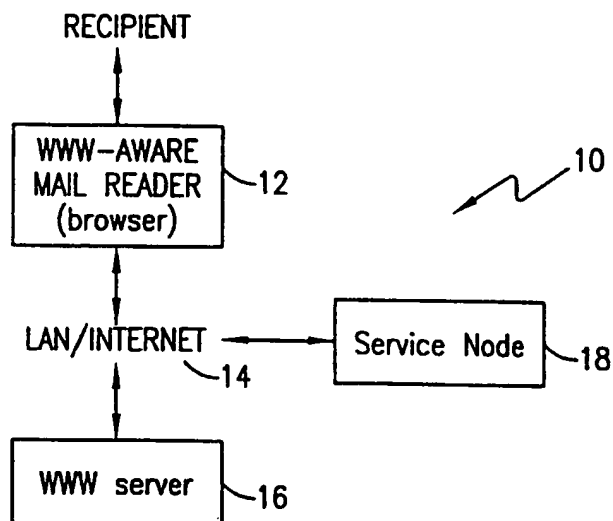 RECIPIENT
WWW-AWARE
MAIL READER
(browser)
12
10
LAN/INTERNET
14
Service Node
18
WWW server
16